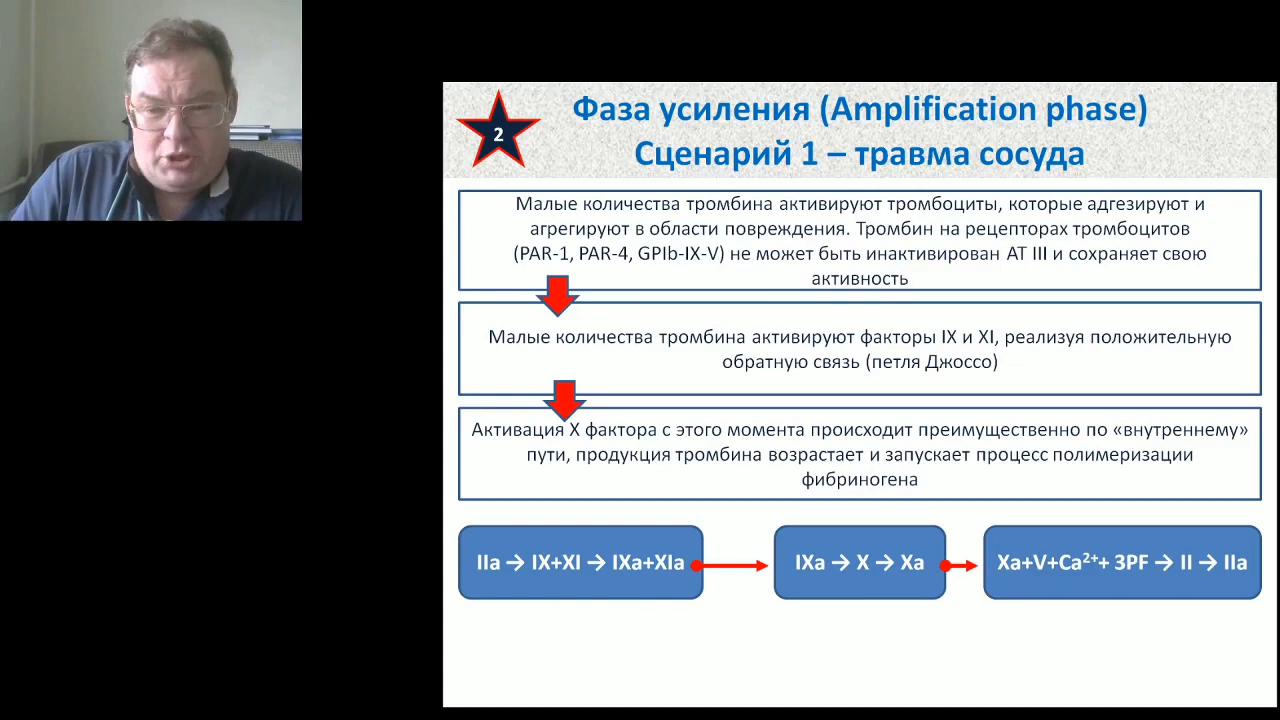 2
Фаза усиления (Amplification phase)
Сценарий 1 – травма сосуда
Малые количества тромбина активируют тромбоциты, которые адгезируют и
агрегируют в области повреждения. Тромбин на рецепторах тромбоцитов
(PAR-1, PAR-4, GPIb-IX-V) не может быть инактивирован АТ III и сохраняет свою
активность
Малые количества тромбина активируют факторы IX и XI, реализуя положительную
обратную связь (петля Джоссо)
Активация X фактора с этого момента происходит преимущественно по «внутреннему»
пути, продукция тромбина возрастает и запускает процесс полимеризации
фибриногена
IIa → IX+XI → IXa+XIa
IXa → X → Xa
Xa+V+Ca²⁺+ 3PF → II → IIa